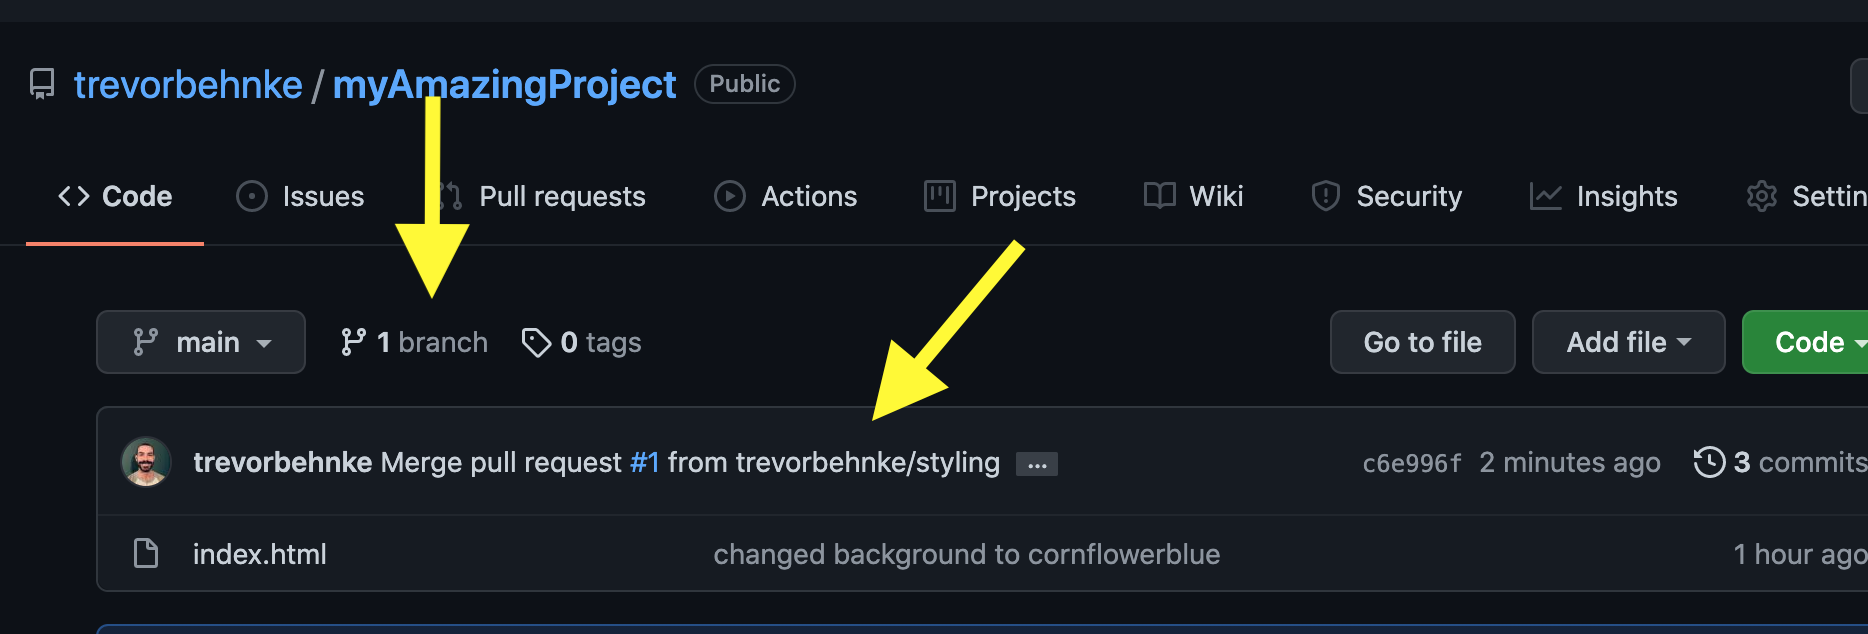 trevorbehnke / myAmazingProject Public
Code Issues Pull requests Actions Projects Wiki Security Insights Settin
main 1 branch 0 tags Go to file Add file Code
trevorbehnke Merge pull request #1 from trevorbehnke/styling ... c6e996f 2 minutes ago 3 commits
index.html changed background to cornflowerblue 1 hour ago